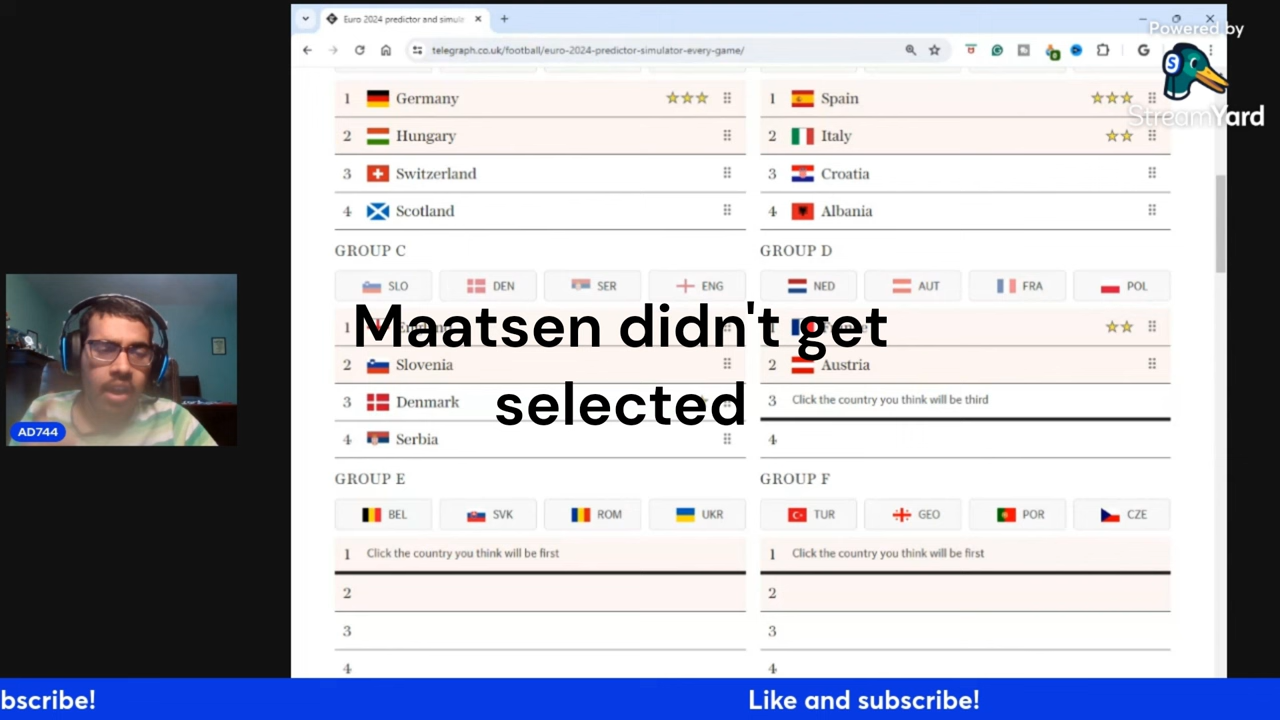 Euro 2024 predictor and simula
telegraph.co.uk/football/euro-2024-predictor-simulator-every-game/
Powered by
StreamYard
1 Germany
2 Hungary
3 Switzerland
4 Scotland
1 Spain
2 Italy
3 Croatia
4 Albania
GROUP C
SLO DEN SER ENG
1
2 Slovenia
3 Denmark
4 Serbia
GROUP D
NED AUT FRA POL
1
2 Austria
3 Click the country you think will be third
4
Maatsen didn't get
selected
AD744
GROUP E
BEL SVK ROM UKR
1 Click the country you think will be first
2
3
4
GROUP F
TUR GEO POR CZE
1 Click the country you think will be first
2
3
4
bscribe!
Like and subscribe!